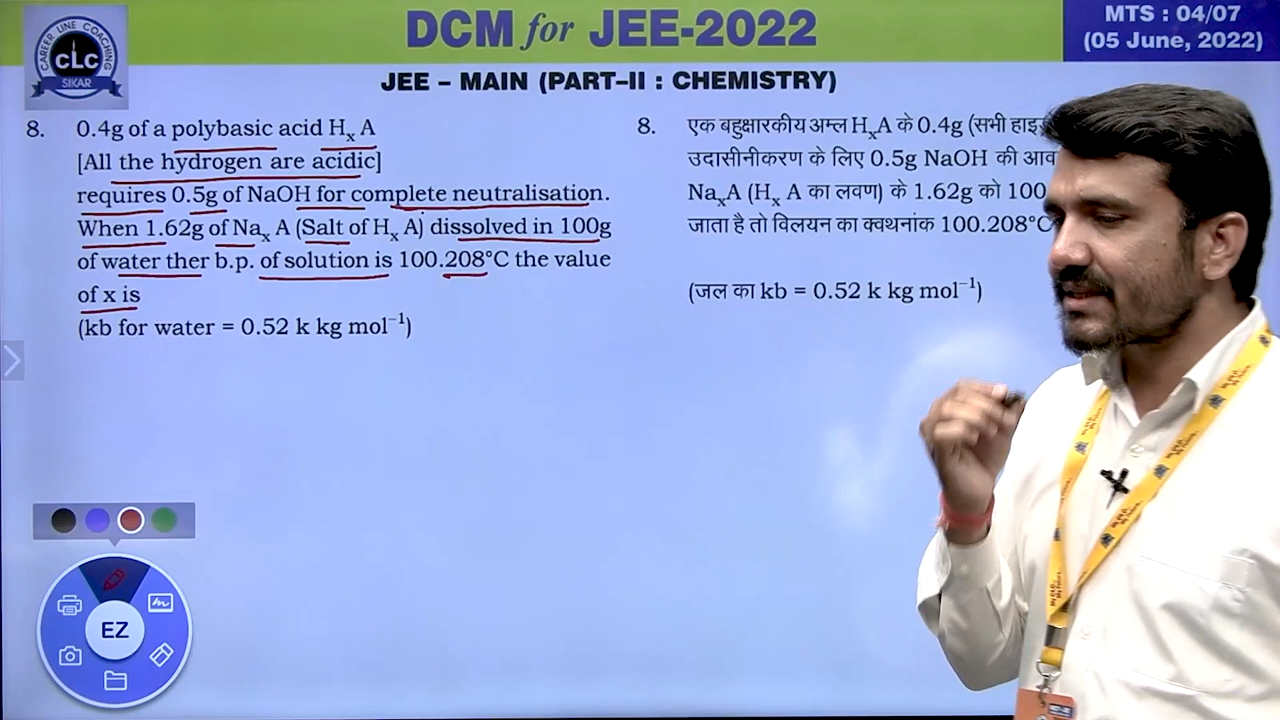 CAREER LINE COACHING
CLC
SIKAR
DCM for JEE-2022
MTS : 04/07
(05 June, 2022)
JEE – MAIN (PART–II : CHEMISTRY)
8. 0.4g of a polybasic acid HₓA
[All the hydrogen are acidic]
requires 0.5g of NaOH for complete neutralisation.
When 1.62g of Naₓ A (Salt of Hₓ A) dissolved in 100g
of water ther b.p. of solution is 100.208°C the value
of x is
(kb for water = 0.52 k kg mol⁻¹)
8. एक बहुक्षारकीय अम्ल HₓA के 0.4g (सभी
उदासीनीकरण के लिए 0.5g NaOH की
NaₓA (Hₓ A का लवण) के 1.62g को 100
जाता है तो विलयन का क्वथनांक 100.208°C
(जल का kb = 0.52 k kg mol⁻¹)
EZ